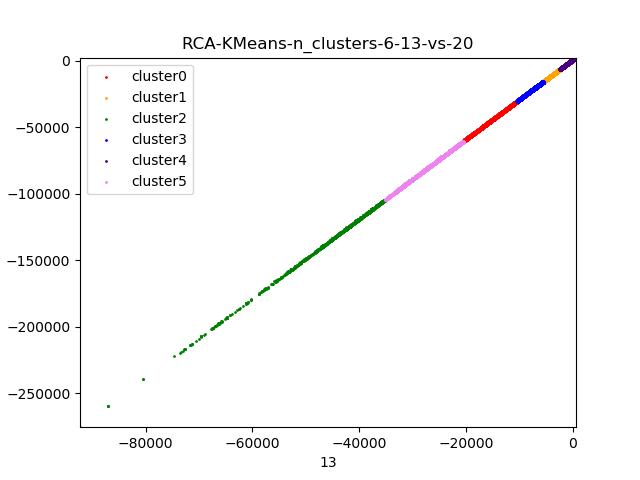 RCA-KMeans-n_clusters-6-13-vs-20
0
−50000
−100000
−150000
−200000
−250000
cluster0
cluster1
cluster2
cluster3
cluster4
cluster5
−80000 −60000 −40000 −20000 0
13